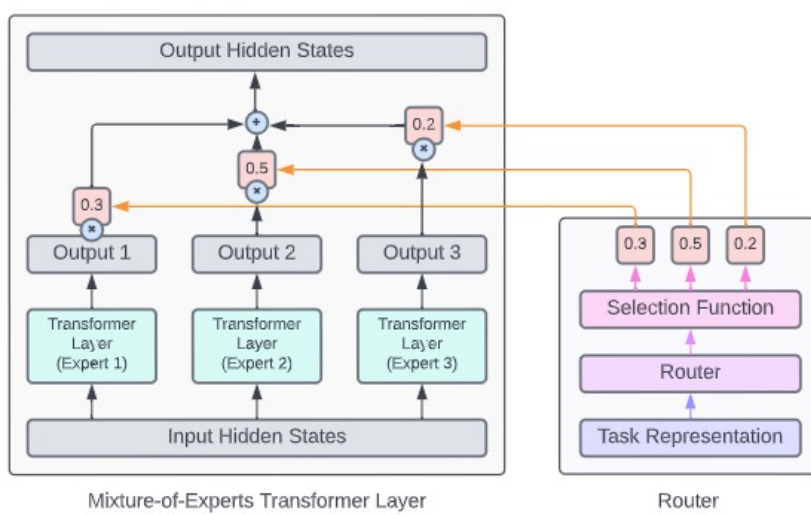 Output Hidden States
+
0.2
×
0.5
×
0.3
×
Output 1
Output 2
Output 3
Transformer
Layer
(Expert 1)
Transformer
Layer
(Expert 2)
Transformer
Layer
(Expert 3)
Input Hidden States
Mixture-of-Experts Transformer Layer
0.3
0.5
0.2
Selection Function
Router
Task Representation
Router